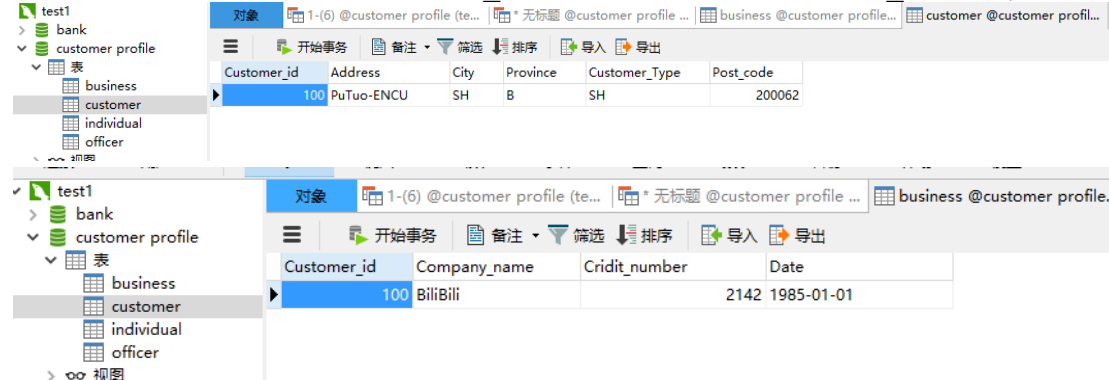 test1
bank
customer profile
表
business
customer
individual
officer
对象 1-(6) @customer profile (te... * 无标题 @customer profile ... business @customer profile... customer @customer profil...
开始事务 备注 筛选 排序 导入 导出
Customer_id Address City Province Customer_Type Post_code
100 PuTuo-ENCU SH B SH 200062
test1
bank
customer profile
表
business
customer
individual
officer
视图
对象 1-(6) @customer profile (te... * 无标题 @customer profile ... business @customer profile.
开始事务 备注 筛选 排序 导入 导出
Customer_id Company_name Cridit_number Date
100 BiliBili 2142 1985-01-01